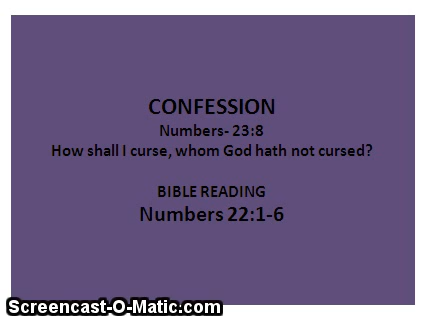 CONFESSION
Numbers- 23:8
How shall I curse, whom God hath not cursed?
BIBLE READING
Numbers 22:1-6
Screencast-O-Matic.com